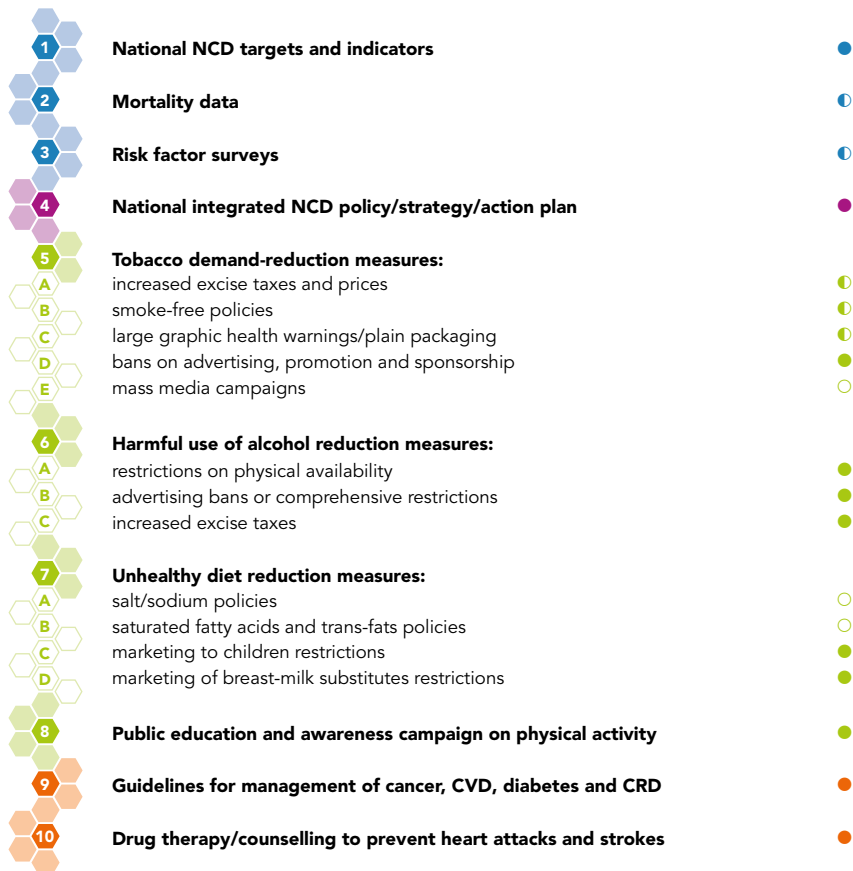 1 National NCD targets and indicators
2 Mortality data
3 Risk factor surveys
4 National integrated NCD policy/strategy/action plan
5 Tobacco demand-reduction measures:
A increased excise taxes and prices
B smoke-free policies
C large graphic health warnings/plain packaging
D bans on advertising, promotion and sponsorship
E mass media campaigns
6 Harmful use of alcohol reduction measures:
A restrictions on physical availability
B advertising bans or comprehensive restrictions
C increased excise taxes
7 Unhealthy diet reduction measures:
A salt/sodium policies
B saturated fatty acids and trans-fats policies
C marketing to children restrictions
D marketing of breast-milk substitutes restrictions
8 Public education and awareness campaign on physical activity
9 Guidelines for management of cancer, CVD, diabetes and CRD
10 Drug therapy/counselling to prevent heart attacks and strokes